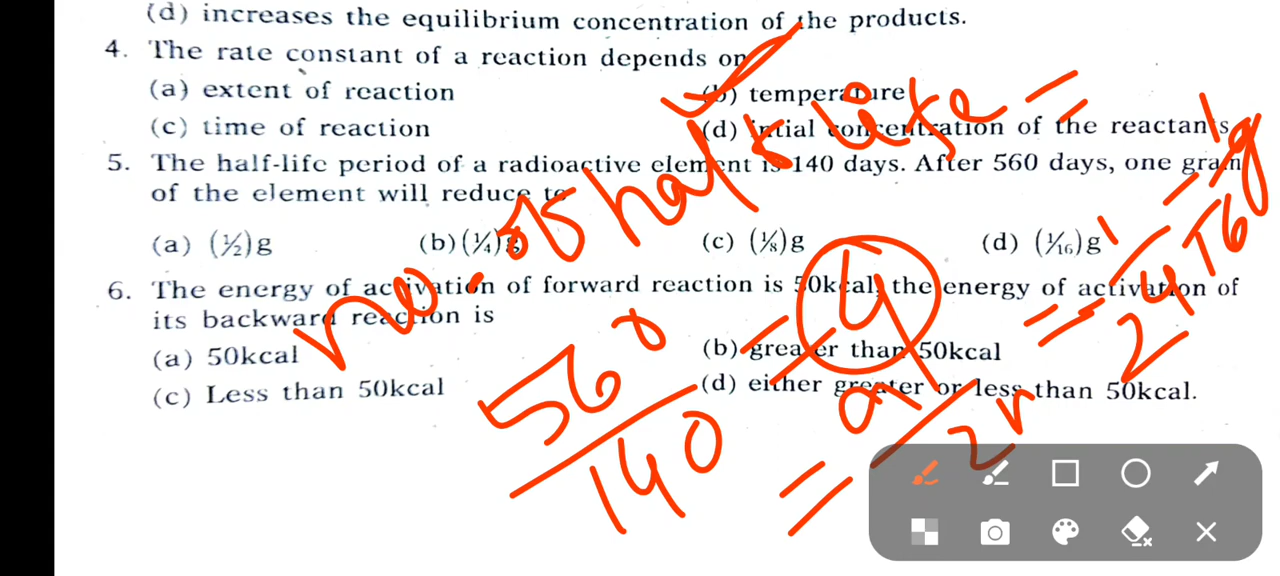 (d) increases the equilibrium concentration of the products.
4. The rate constant of a reaction depends on
(a) extent of reaction
(b) temperature
(c) time of reaction
(d) intial concentration of the reactants
5. The half-life period of a radioactive element is 140 days. After 560 days, one gram
of the element will reduce to
(a) (½)g
(b) (¼)g
(c) (⅛)g
(d) (1/16)g
6. The energy of activation of forward reaction is 50kcal, the energy of activation of
its backward reaction is
(a) 50kcal
(b) greater than 50kcal
(c) Less than 50kcal
(d) either greater or less than 50kcal.
no. of half life =
560/140 = 4
= a/2n
= 1/24 = 1/16 g